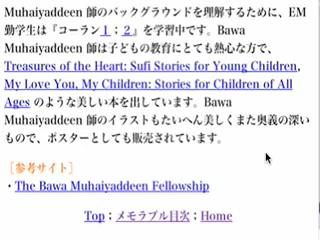 Muhaiyaddeen 師のバックグラウンドを理解するために、EM
勤学生は『コーラン１；２』を学習中です。Bawa
Muhaiyaddeen 師は子どもの教育にとても熱心な方で、
Treasures of the Heart: Sufi Stories for Young Children,
My Love You, My Children: Stories for Children of All
Ages のような美しい本を出しています。Bawa
Muhaiyaddeen 師のイラストもたいへん美しくまた奥義の深い
もので、ポスターとしても販売されています。
［参考サイト］
・The Bawa Muhaiyaddeen Fellowship
Top；メモラブル目次；Home